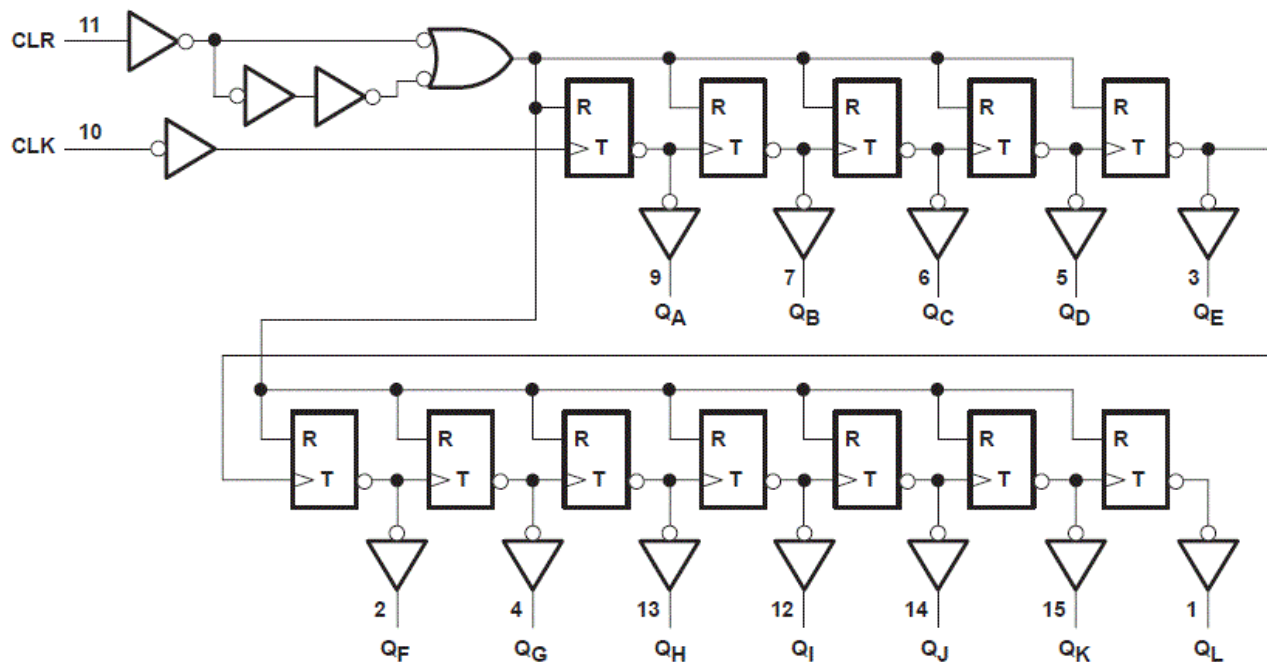 11
CLR
10
CLK
R R R R R
T T T T T
9 7 6 5 3
QA QB QC QD QE
R R R R R R R
T T T T T T T
2 4 13 12 14 15 1
QF QG QH QI QJ QK QL